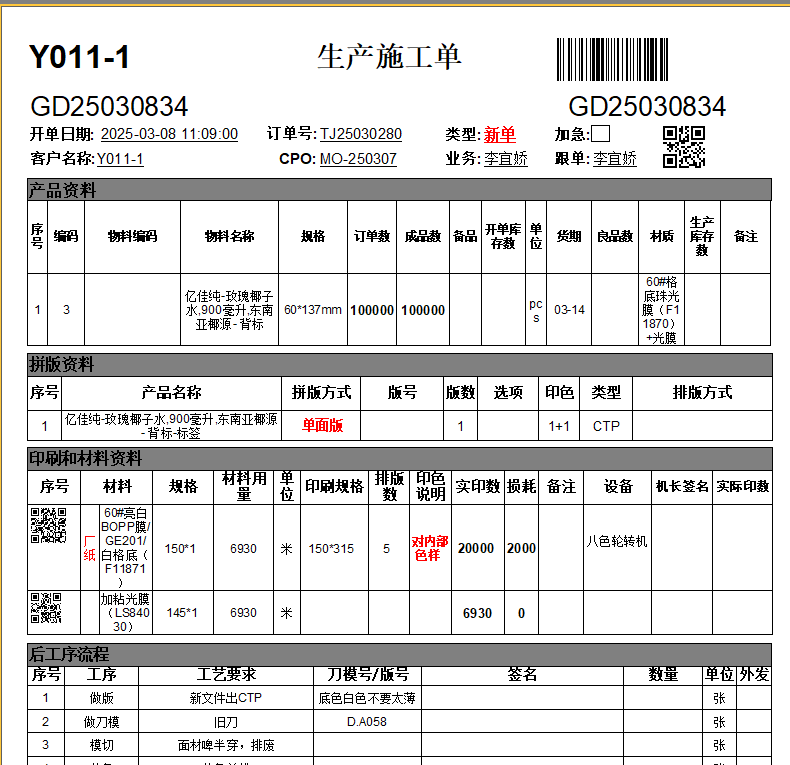 Y011-1 生产施工单
GD25030834 GD25030834
开单日期: 2025-03-08 11:09:00 订单号: TJ25030280 类型: 新单 加急:
客户名称: Y011-1 CPO: MO-250307 业务: 李宜娇 跟单: 李宜娇
产品资料
序号 编码 物料编码 物料名称 规格 订单数 成品数 备品 开单库存数 单位 货期 良品数 材质 生产库存数 备注
1 3 亿佳纯-玫瑰椰子水,900毫升,东南亚椰源-背标 60*137mm 100000 100000 pcs 03-14 60#格底珠光膜（F11870）+光膜
拼版资料
序号 产品名称 拼版方式 版号 版数 选项 印色 类型 排版方式
1 亿佳纯-玫瑰椰子水,900毫升,东南亚椰源-背标-标签 单面版 1 1+1 CTP
印刷和材料资料
序号 材料 规格 材料用量 单位 印刷规格 排版数 印色说明 实印数 损耗 备注 设备 机长签名 实际印数
厂纸 60#亮白BOPP膜/GE201/白格底（F11871） 150*1 6930 米 150*315 5 对内部色样 20000 2000 八色轮转机
加粘光膜（LS84030） 145*1 6930 米 6930 0
后工序流程
序号 工序 工艺要求 刀模号/版号 签名 数量 单位 外发
1 做版 新文件出CTP 底色白色不要太薄 张
2 做刀模 旧刀 D.A058 张
3 模切 面材啤半穿，排废 张